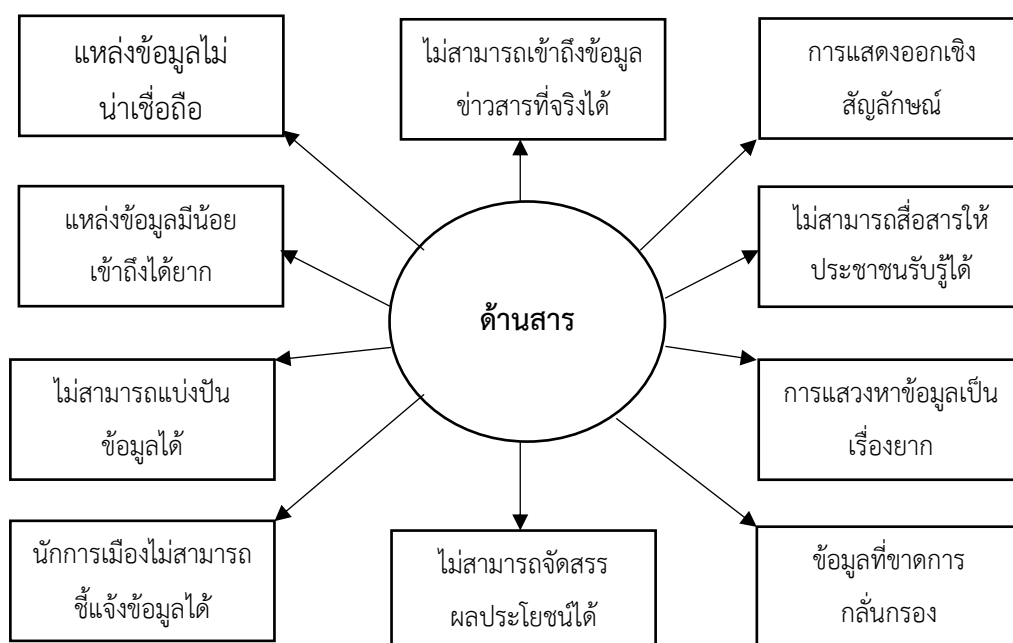 แหล่งข้อมูลไม่
น่าเชื่อถือ
ไม่สามารถเข้าถึงข้อมูล
ข่าวสารที่จริงได้
การแสดงออกเชิง
สัญลักษณ์
แหล่งข้อมูลมีน้อย
เข้าถึงได้ยาก
ไม่สามารถสื่อสารให้
ประชาชนรับรู้ได้
ด้านสาร
ไม่สามารถแบ่งปัน
ข้อมูลได้
การแสวงหาข้อมูลเป็น
เรื่องยาก
นักการเมืองไม่สามารถ
ชี้แจ้งข้อมูลได้
ไม่สามารถจัดสรร
ผลประโยชน์ได้
ข้อมูลที่ขาดการ
กลั่นกรอง